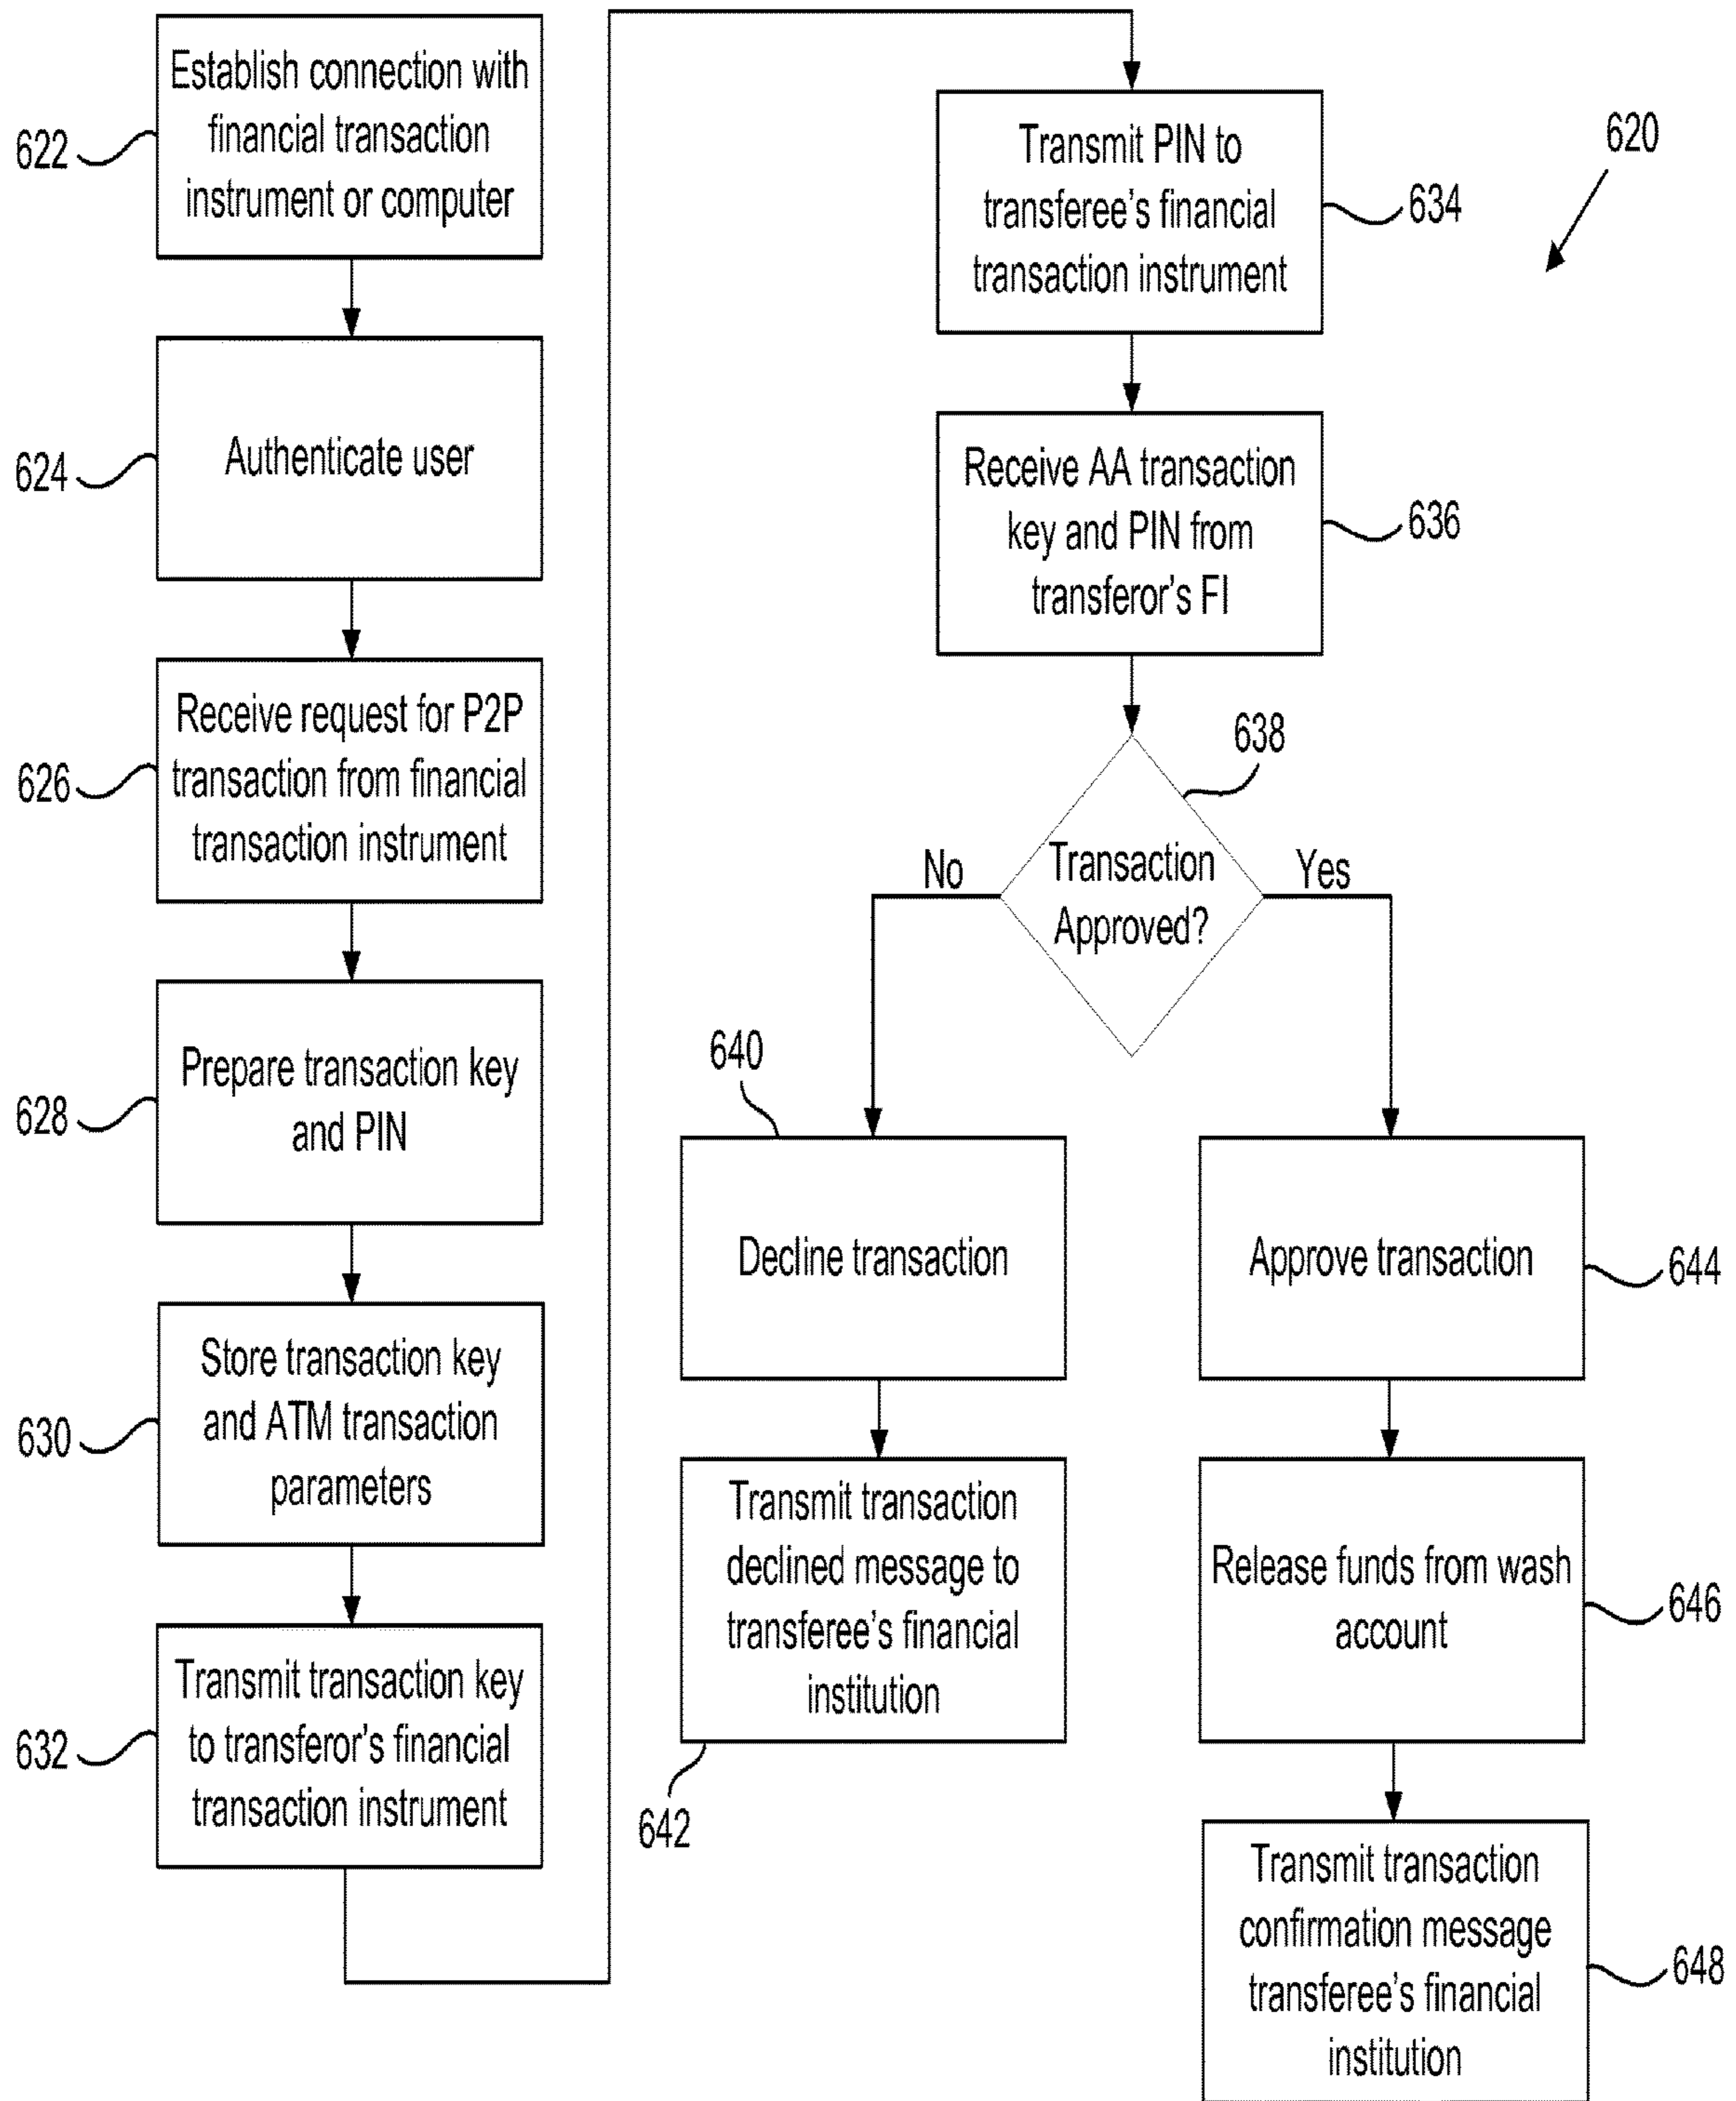 Establish connection with
financial transaction
instrument or computer
622
Authenticate user
624
Receive request for P2P
transaction from financial
transaction instrument
626
Prepare transaction key
and PIN
628
Store transaction key
and ATM transaction
parameters
630
Transmit transaction key
to transferor's financial
transaction instrument
632
620
Transmit PIN to
transferee's financial
transaction instrument
634
Receive AA transaction
key and PIN from
transferor's FI
636
638
Transaction
Approved?
No
Yes
640
Decline transaction
Transmit transaction
declined message to
transferee's financial
institution
642
Approve transaction
644
Release funds from wash
account
646
Transmit transaction
confirmation message
transferee's financial
institution
648